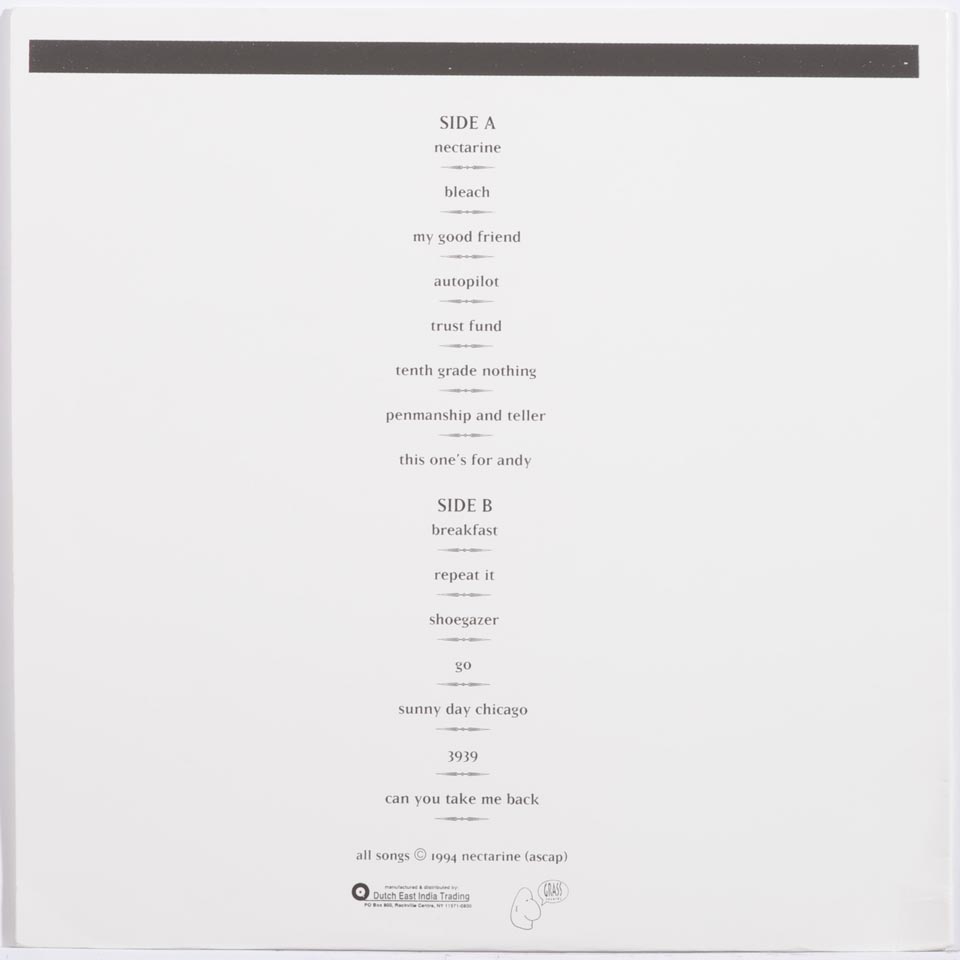 SIDE A
nectarine
bleach
my good friend
autopilot
trust fund
tenth grade nothing
penmanship and teller
this one's for andy
SIDE B
breakfast
repeat it
shoegazer
go
sunny day chicago
3939
can you take me back
all songs © 1994 nectarine (ascap)
manufactured & distributed by:
Dutch East India Trading
PO Box 800, Rockville Centre, NY 11571-0800
GRASS
RECORDS